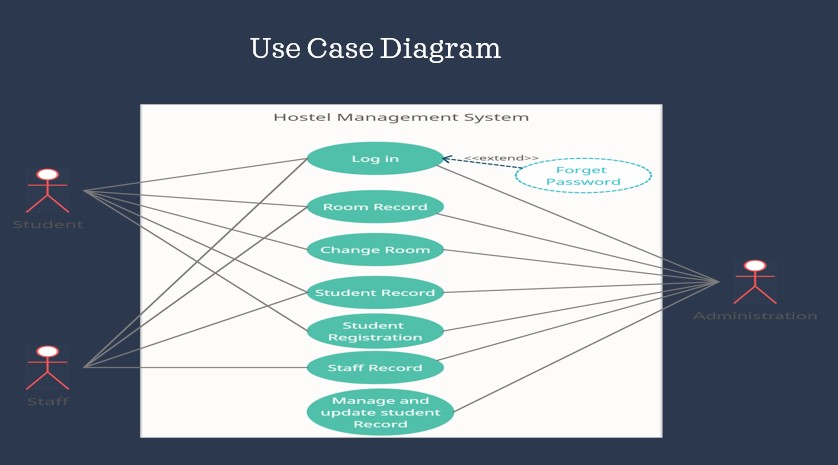 Use Case Diagram
Hostel Management System
Log in
<<extend>>
Forget
Password
Student
Room Record
Change Room
Administration
Student Record
Student
Registration
Staff Record
Staff
Manage and
update student
Record